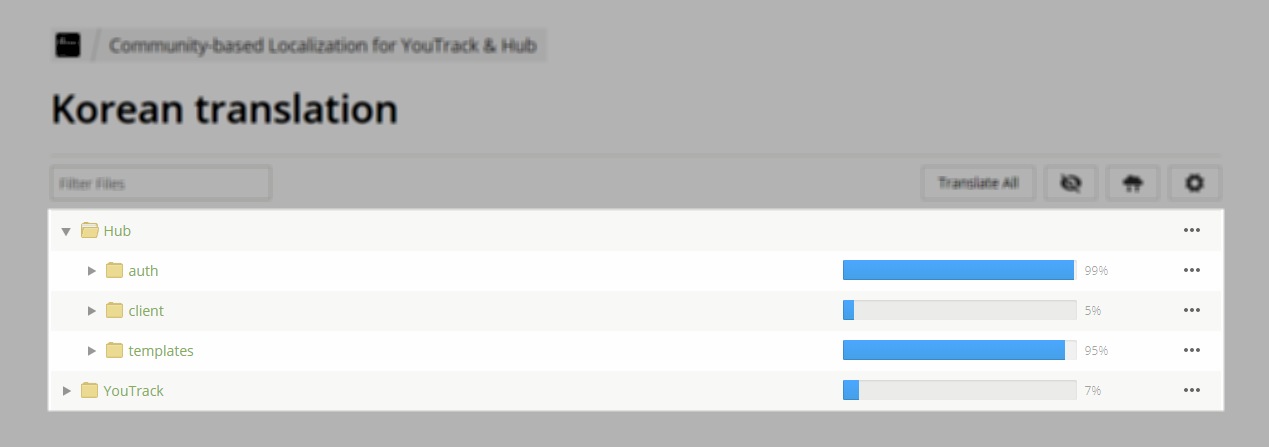 Community-based Localization for YouTrack & Hub
Korean translation
Filter Files
Translate All
Hub
auth 99%
client 5%
templates 95%
YouTrack 7%